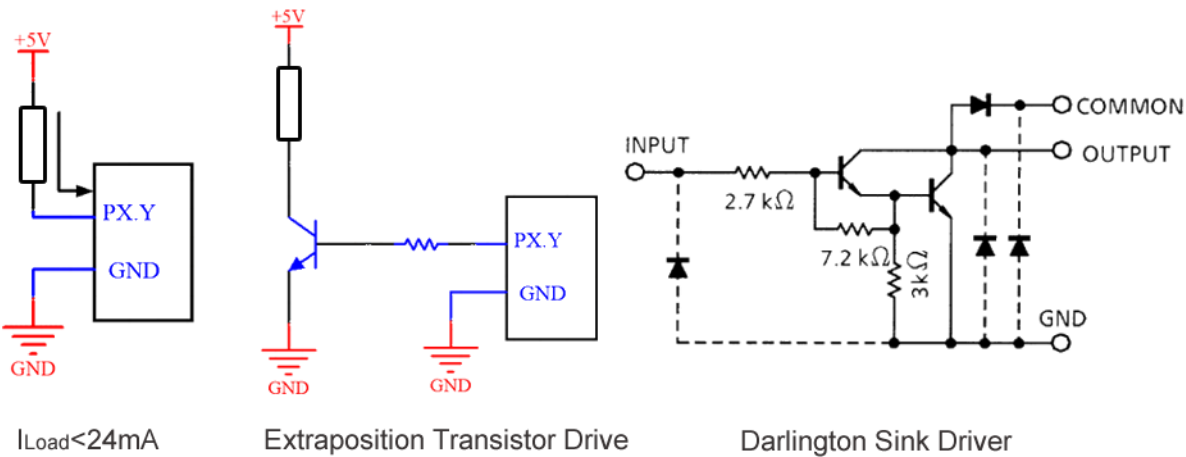 +5V
PX.Y
GND
GND
ILoad<24mA
+5V
PX.Y
GND
GND
GND
Extraposition Transistor Drive
INPUT
2.7 kΩ
7.2 kΩ
3kΩ
COMMON
OUTPUT
GND
Darlington Sink Driver